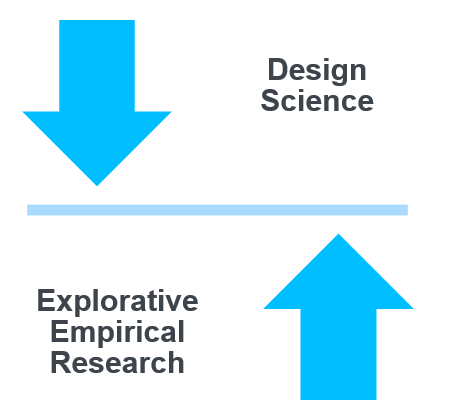 Design
Science
Explorative
Empirical
Research